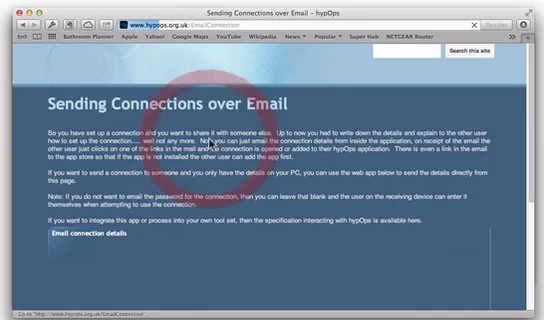 Sending Connections over Email – hypOps
www.hypops.org.uk/EmailConnection
Reader
Bathroom Planner Apple Yahoo! Google Maps YouTube Wikipedia News Popular Super Hub NETGEAR Router
Search this site
Sending Connections over Email
So you have set up a connection and you want to share it with someone else. Up to now you had to write down the details and explain to the other user
how to set up the connection..... well not any more. Now you can just email the connection details from inside the application, on receipt of the email the
other user just clicks on one of the links in the mail and the connection is opened or added to their hypOps application. There is even a link in the email
to the app store so that if the app is not installed the other user can add the app first.
If you want to send a connection to someone and you only have the details on your PC, you can use the web app below to send the details directly from
this page.
Note: If you do not want to email the password for the connection, then you can leave that blank and the user on the receiving device can enter it
themselves when attempting to use the connection.
If you want to integrate this app or process into your own tool set, then the specification interacting with hypOps is available here.
Email connection details
Go to "http://www.hypops.org.uk/EmailConnection"